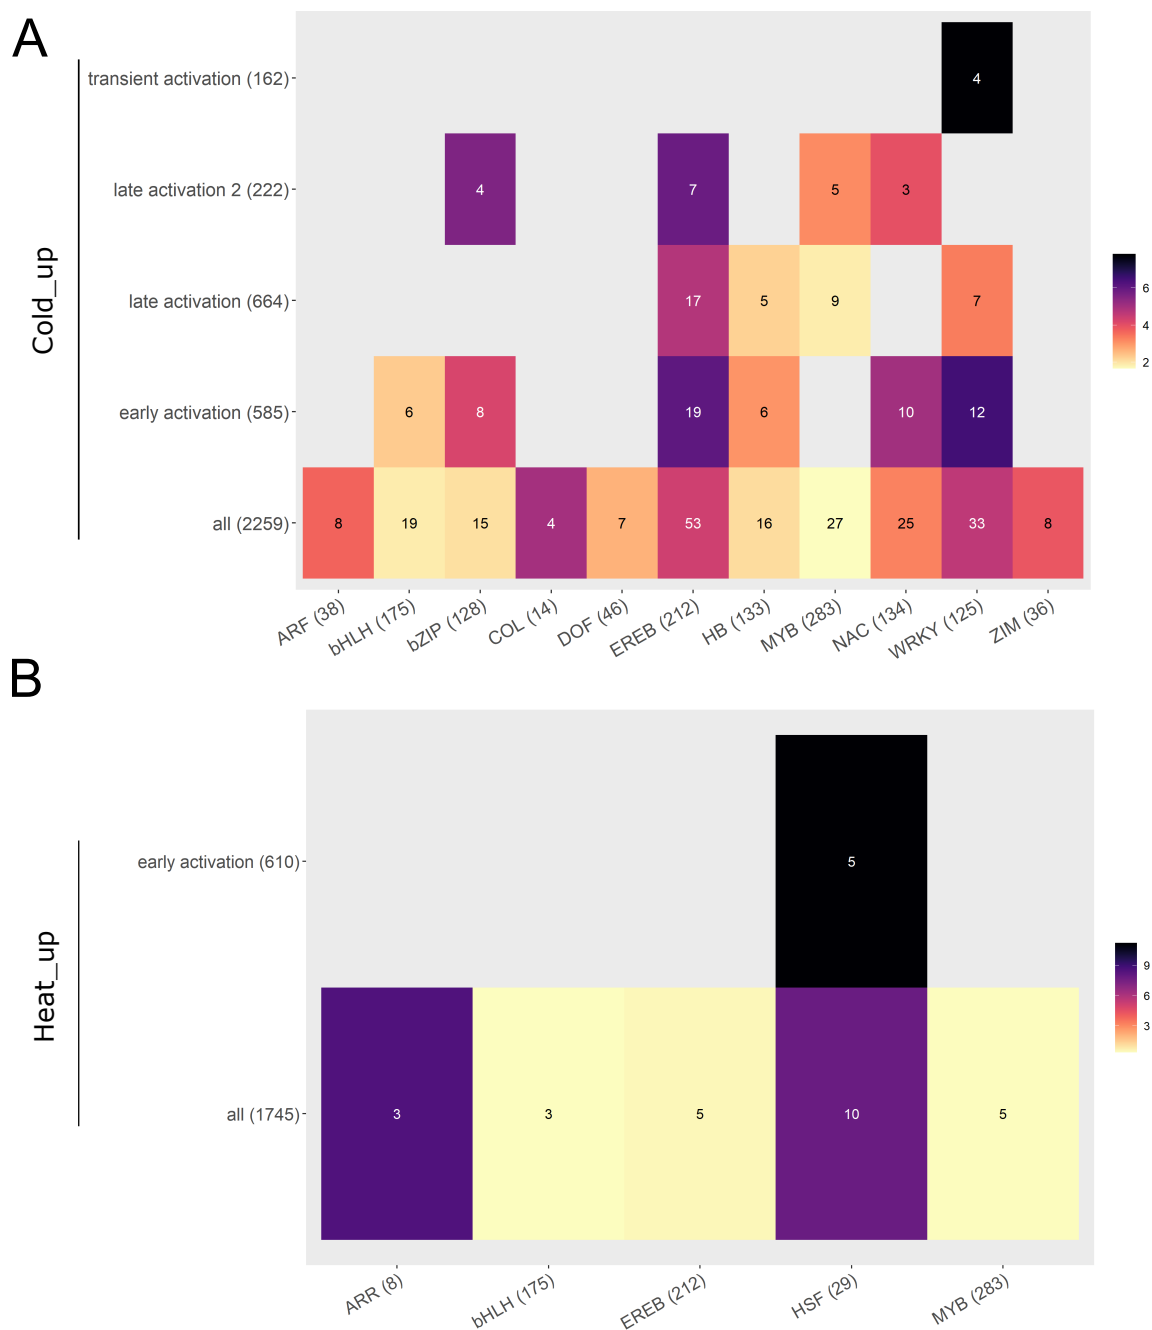 A
Cold_up
transient activation (162)
4
late activation 2 (222)
4 7 5 3
late activation (664)
17 5 9 7
early activation (585)
6 8 19 6 10 12
all (2259)
8 19 15 4 7 53 16 27 25 33 8
ARF (38) bHLH (175) bZIP (128) COL (14) DOF (46) EREB (212) HB (133) MYB (283) NAC (134) WRKY (125) ZIM (36)
6
4
2
B
Heat_up
early activation (610)
5
all (1745)
3 3 5 10 5
ARR (8) bHLH (175) EREB (212) HSF (29) MYB (283)
9
6
3